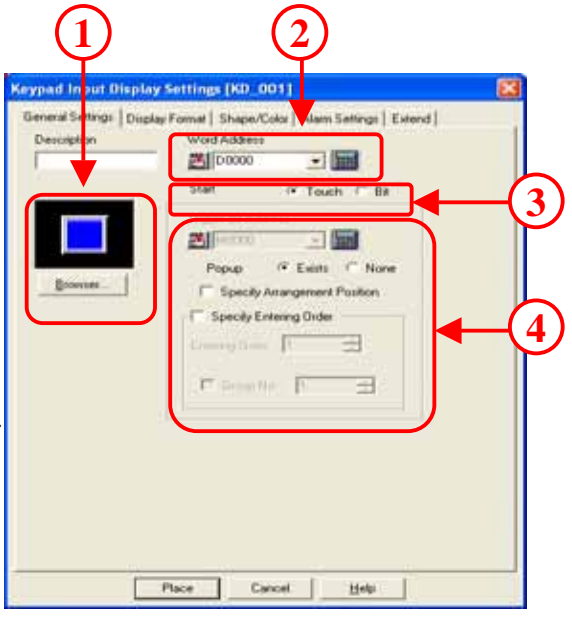 1 2
Keypad Input Display Settings [KD_001]
General Settings Display Format Shape/Color Alarm Settings Extend
Description Word Address
D0000
Start Touch Bit
3
Popup Exists None
Browser...
Specify Arrangement Position
Specify Entering Order
4
Entering Order 1
Group No. 1
Place Cancel Help